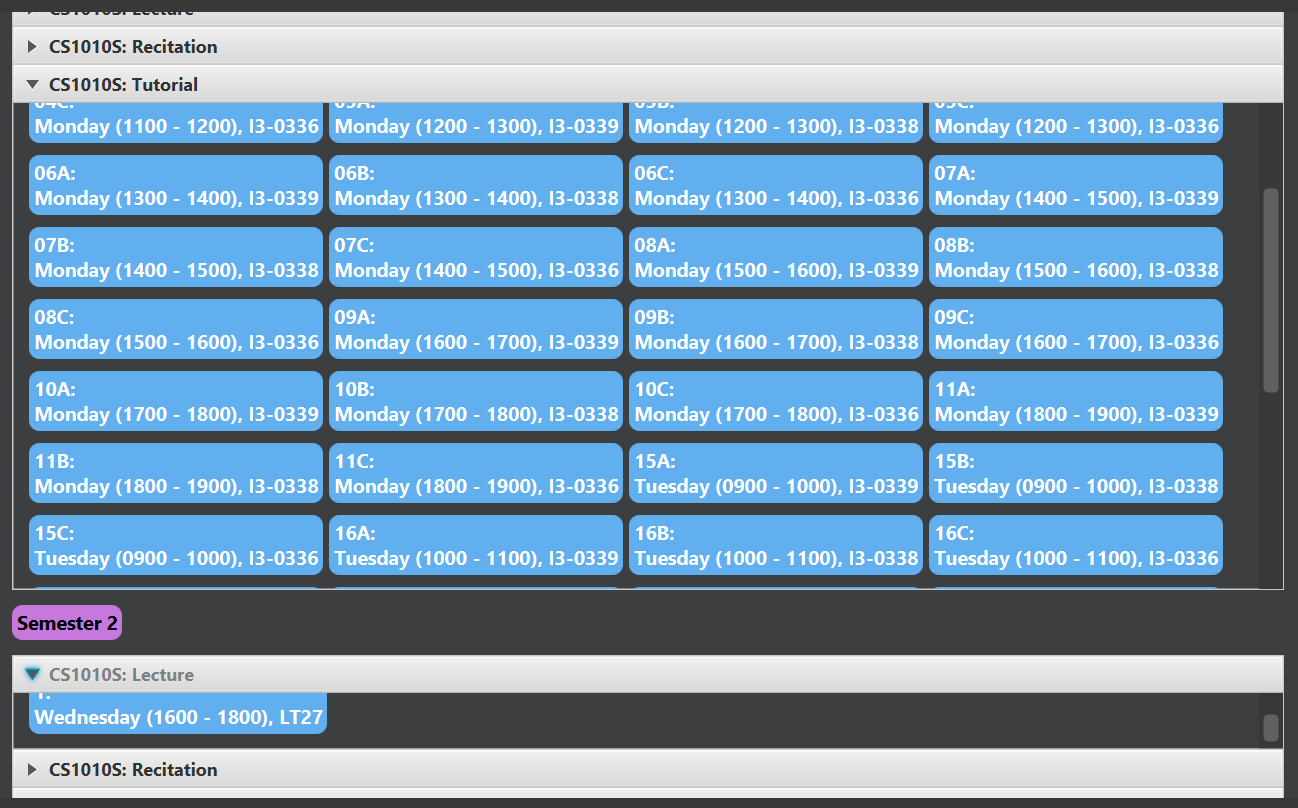 CS1010S: Lecture
CS1010S: Recitation
CS1010S: Tutorial
04C:
Monday (1100 - 1200), I3-0336
05A:
Monday (1200 - 1300), I3-0339
05B:
Monday (1200 - 1300), I3-0338
05C:
Monday (1200 - 1300), I3-0336
06A:
Monday (1300 - 1400), I3-0339
06B:
Monday (1300 - 1400), I3-0338
06C:
Monday (1300 - 1400), I3-0336
07A:
Monday (1400 - 1500), I3-0339
07B:
Monday (1400 - 1500), I3-0338
07C:
Monday (1400 - 1500), I3-0336
08A:
Monday (1500 - 1600), I3-0339
08B:
Monday (1500 - 1600), I3-0338
08C:
Monday (1500 - 1600), I3-0336
09A:
Monday (1600 - 1700), I3-0339
09B:
Monday (1600 - 1700), I3-0338
09C:
Monday (1600 - 1700), I3-0336
10A:
Monday (1700 - 1800), I3-0339
10B:
Monday (1700 - 1800), I3-0338
10C:
Monday (1700 - 1800), I3-0336
11A:
Monday (1800 - 1900), I3-0339
11B:
Monday (1800 - 1900), I3-0338
11C:
Monday (1800 - 1900), I3-0336
15A:
Tuesday (0900 - 1000), I3-0339
15B:
Tuesday (0900 - 1000), I3-0338
15C:
Tuesday (0900 - 1000), I3-0336
16A:
Tuesday (1000 - 1100), I3-0339
16B:
Tuesday (1000 - 1100), I3-0338
16C:
Tuesday (1000 - 1100), I3-0336
Semester 2
CS1010S: Lecture
1:
Wednesday (1600 - 1800), LT27
CS1010S: Recitation